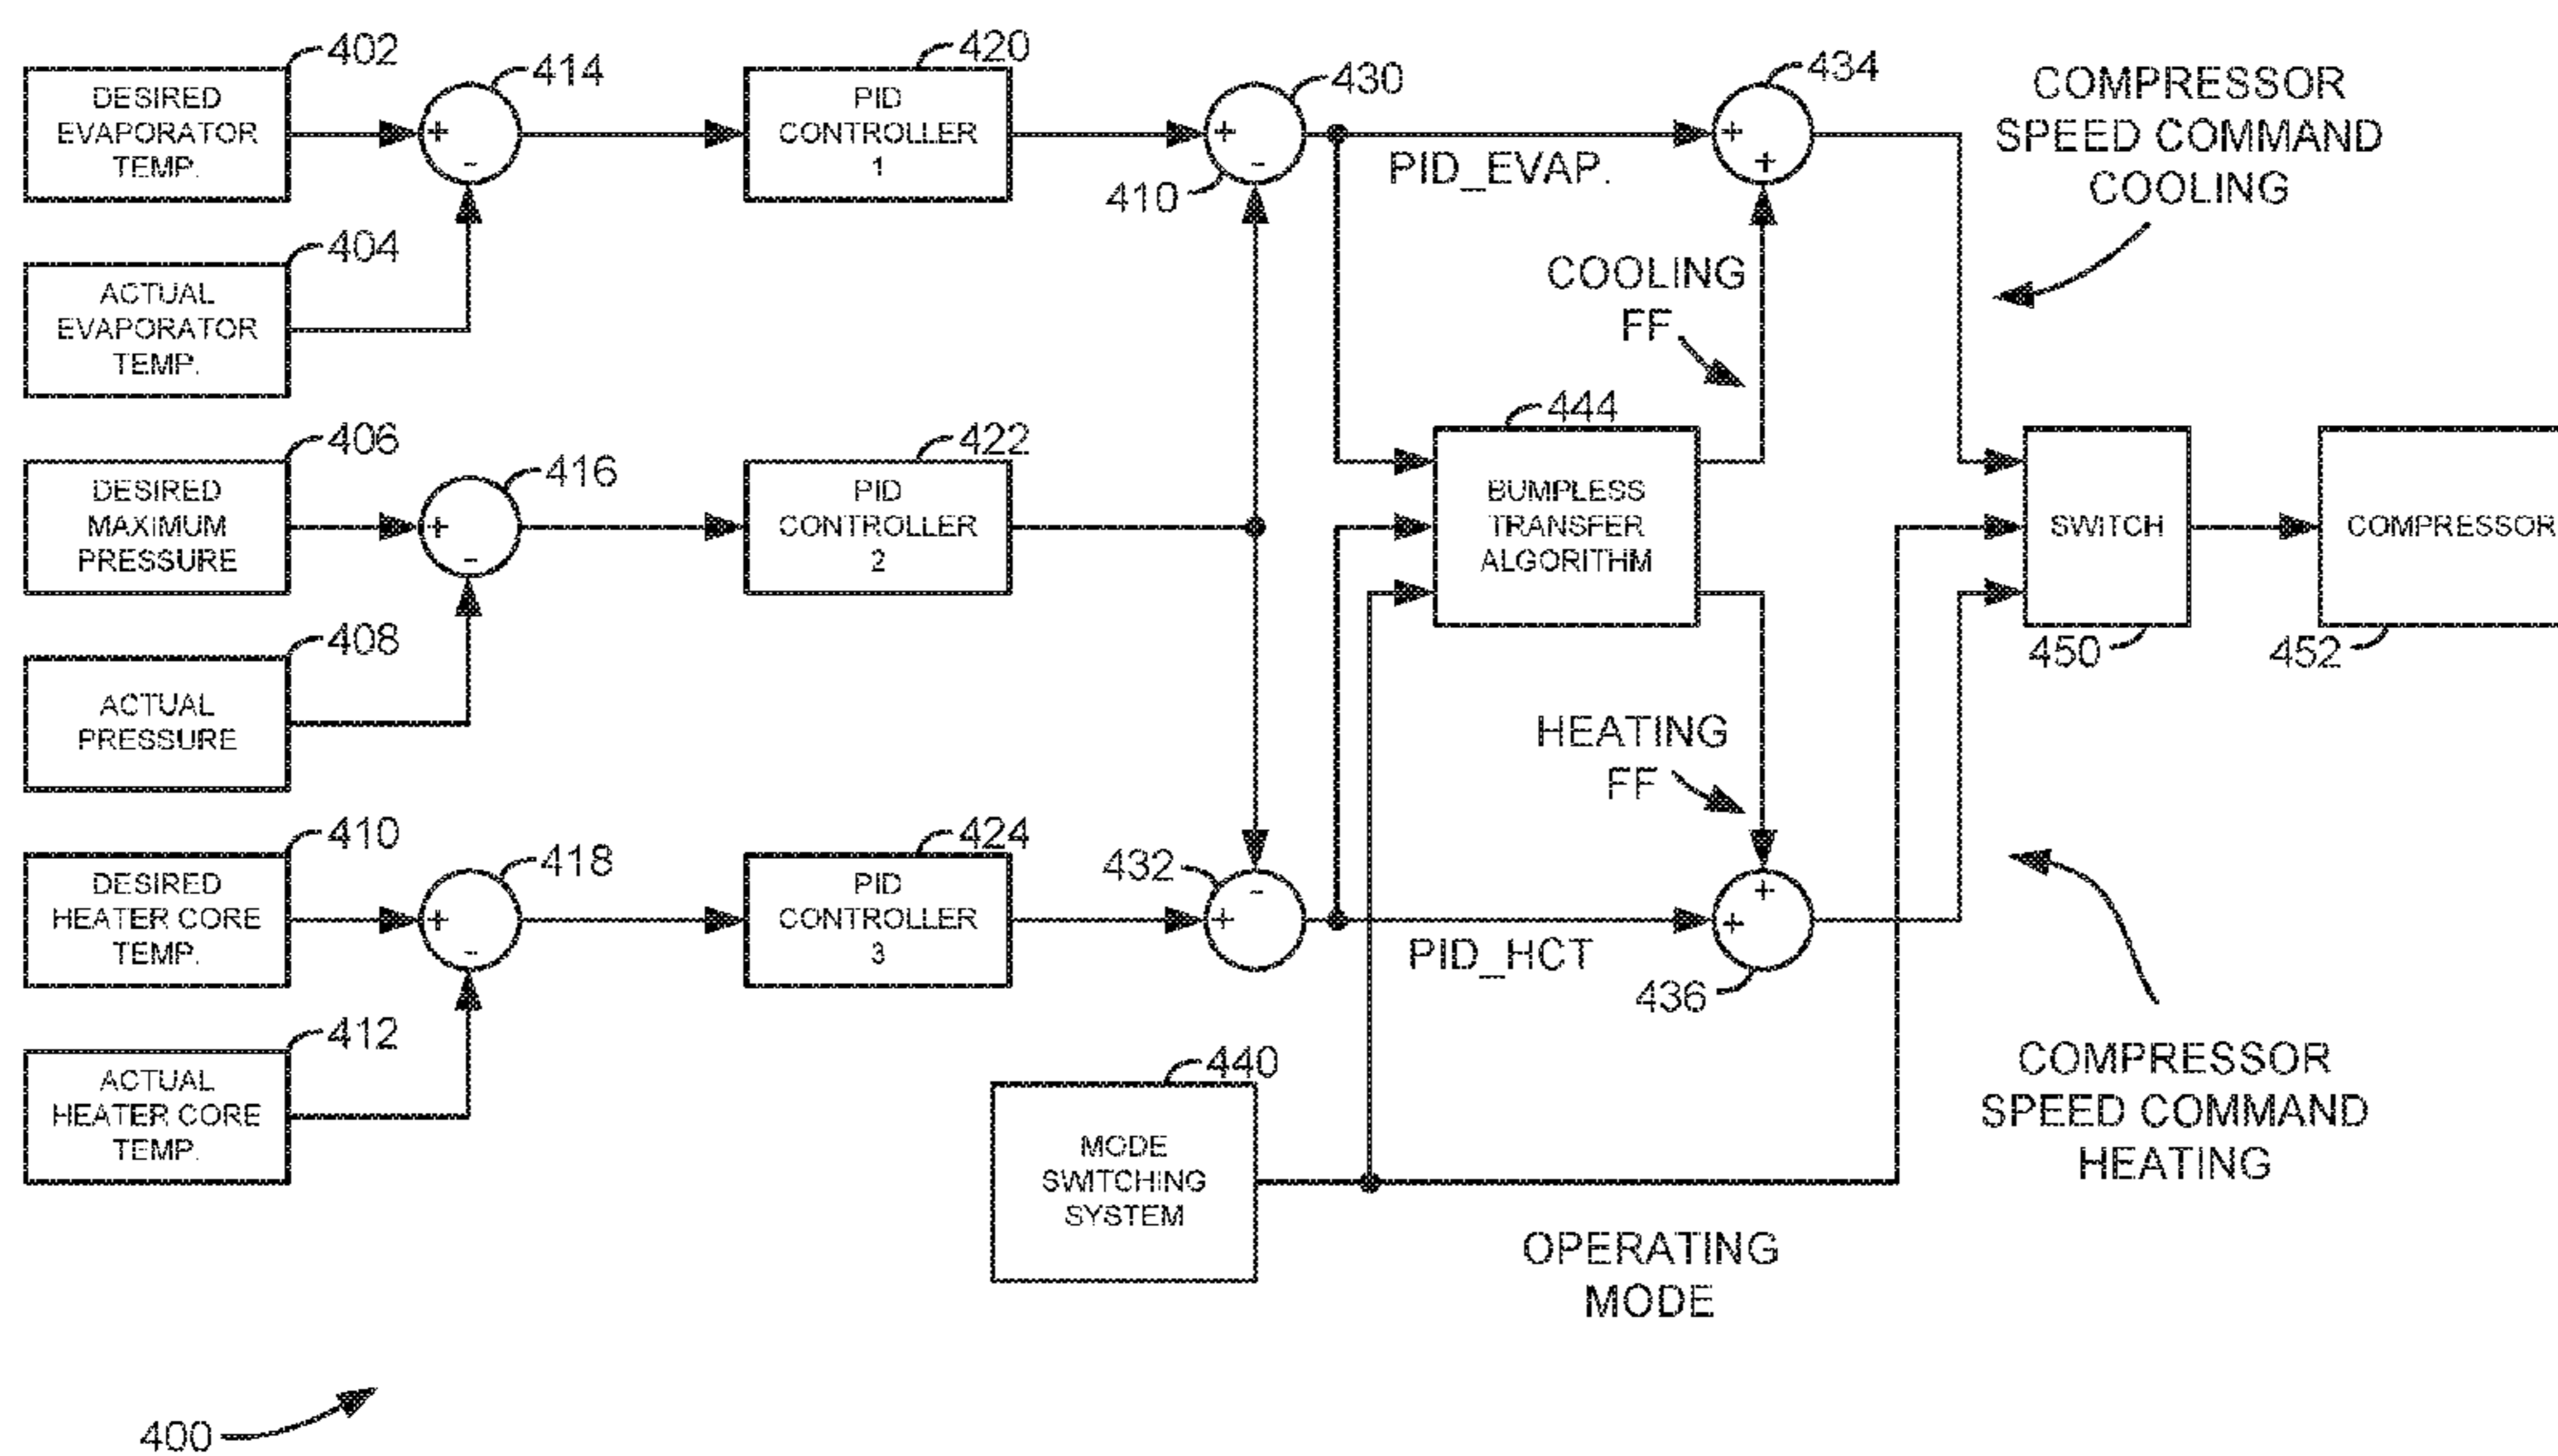 402
DESIRED
EVAPORATOR
TEMP.
414
+
-
420
PID
CONTROLLER
1
430
410
+
-
PID_EVAP.
434
+
+
COMPRESSOR
SPEED COMMAND
COOLING
404
ACTUAL
EVAPORATOR
TEMP.
COOLING
FF
406
DESIRED
MAXIMUM
PRESSURE
416
+
-
422
PID
CONTROLLER
2
444
BUMPLESS
TRANSFER
ALGORITHM
SWITCH
450
COMPRESSOR
452
408
ACTUAL
PRESSURE
HEATING
FF
410
DESIRED
HEATER CORE
TEMP.
418
+
-
424
PID
CONTROLLER
3
432
-
+
PID_HCT
+
+
436
412
ACTUAL
HEATER CORE
TEMP.
440
MODE
SWITCHING
SYSTEM
COMPRESSOR
SPEED COMMAND
HEATING
OPERATING
MODE
400